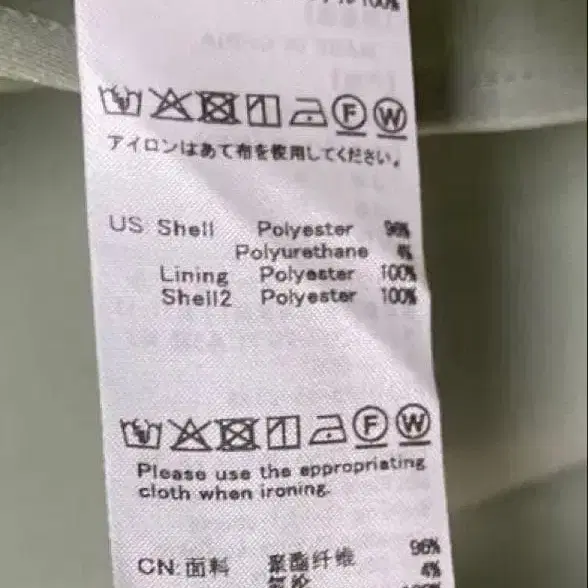 100%
アイロンはあて布を使用してください。
US Shell Polyester 96%
Polyurethane 4%
Lining Polyester 100%
Shell2 Polyester 100%
Please use the appropriating
cloth when ironing.
CN:面料 聚酯纤维 96%
4%